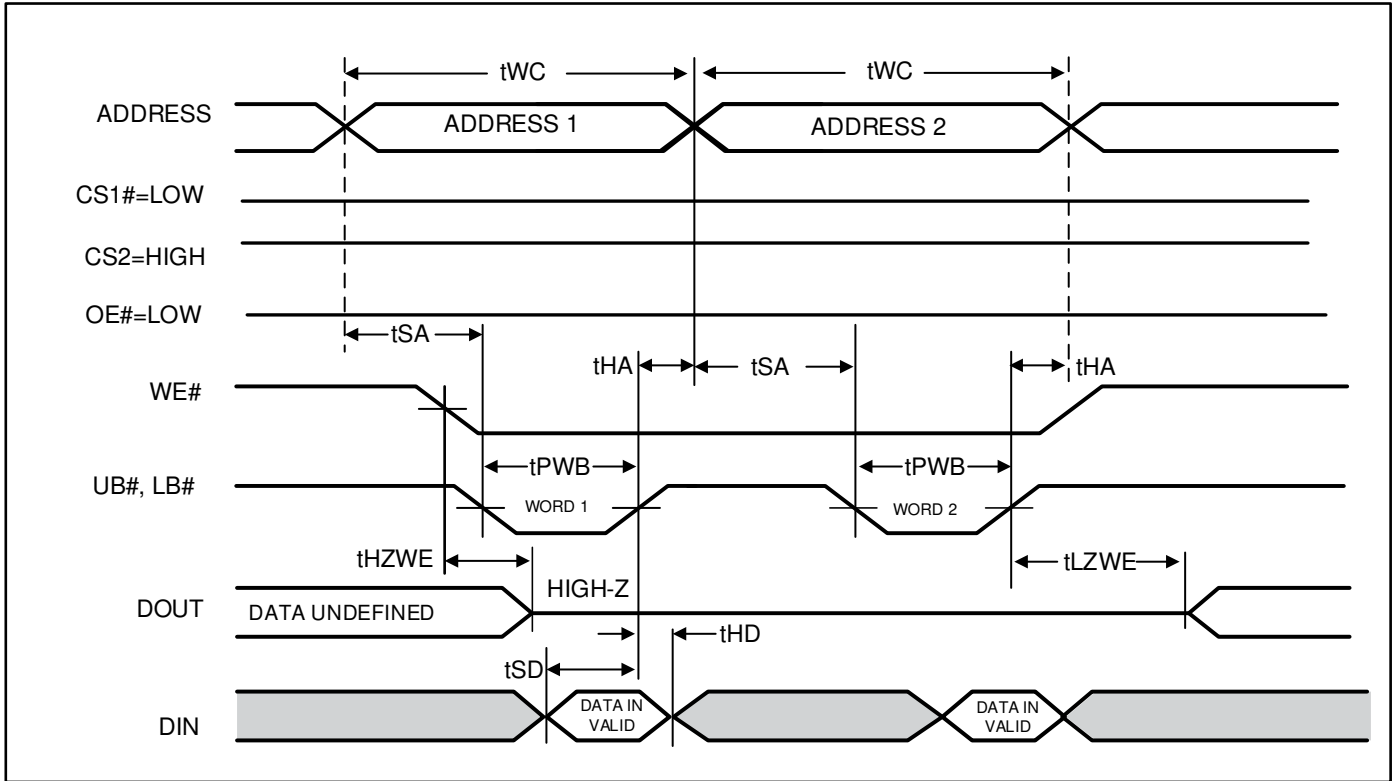 tWC tWC
ADDRESS ADDRESS 1 ADDRESS 2
CS1#=LOW
CS2=HIGH
OE#=LOW
tSA tHA tSA tHA
WE#
tPWB tPWB
UB#, LB# WORD 1 WORD 2
tHZWE tLZWE
HIGH-Z
DOUT DATA UNDEFINED
tHD
tSD
DATA IN DATA IN
VALID VALID
DIN